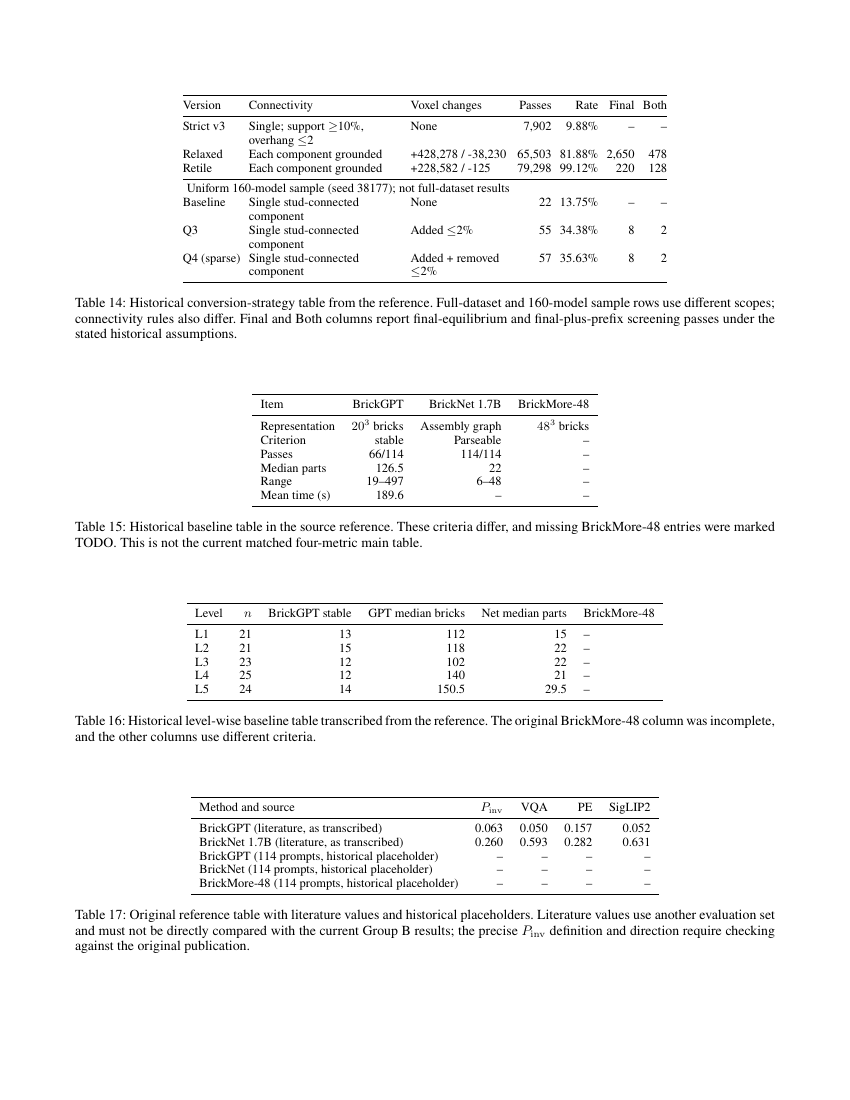 Version Connectivity Voxel changes Passes Rate Final Both
Strict v3 Single; support ≥10%, None 7,902 9.88% – –
overhang ≤2
Relaxed Each component grounded +428,278 / -38,230 65,503 81.88% 2,650 478
Retile Each component grounded +228,582 / -125 79,298 99.12% 220 128
Uniform 160-model sample (seed 38177); not full-dataset results
Baseline Single stud-connected None 22 13.75% – –
component
Q3 Single stud-connected Added ≤2% 55 34.38% 8 2
component
Q4 (sparse) Single stud-connected Added + removed 57 35.63% 8 2
component ≤2%
Table 14: Historical conversion-strategy table from the reference. Full-dataset and 160-model sample rows use different scopes;
connectivity rules also differ. Final and Both columns report final-equilibrium and final-plus-prefix screening passes under the
stated historical assumptions.
Item BrickGPT BrickNet 1.7B BrickMore-48
Representation 20³ bricks Assembly graph 48³ bricks
Criterion stable Parseable –
Passes 66/114 114/114 –
Median parts 126.5 22 –
Range 19–497 6–48 –
Mean time (s) 189.6 – –
Table 15: Historical baseline table in the source reference. These criteria differ, and missing BrickMore-48 entries were marked
TODO. This is not the current matched four-metric main table.
Level n BrickGPT stable GPT median bricks Net median parts BrickMore-48
L1 21 13 112 15 –
L2 21 15 118 22 –
L3 23 12 102 22 –
L4 25 12 140 21 –
L5 24 14 150.5 29.5 –
Table 16: Historical level-wise baseline table transcribed from the reference. The original BrickMore-48 column was incomplete,
and the other columns use different criteria.
Method and source P_inv VQA PE SigLIP2
BrickGPT (literature, as transcribed) 0.063 0.050 0.157 0.052
BrickNet 1.7B (literature, as transcribed) 0.260 0.593 0.282 0.631
BrickGPT (114 prompts, historical placeholder) – – – –
BrickNet (114 prompts, historical placeholder) – – – –
BrickMore-48 (114 prompts, historical placeholder) – – – –
Table 17: Original reference table with literature values and historical placeholders. Literature values use another evaluation set
and must not be directly compared with the current Group B results; the precise P_inv definition and direction require checking
against the original publication.